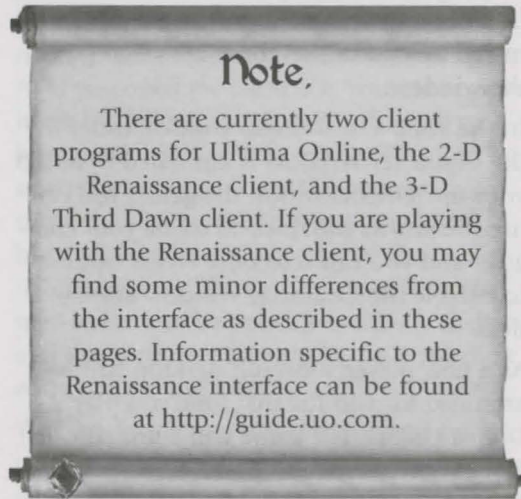 Note,
There are currently two client
programs for Ultima Online, the 2-D
Renaissance client, and the 3-D
Third Dawn client. If you are playing
with the Renaissance client, you may
find some minor differences from
the interface as described in these
pages. Information specific to the
Renaissance interface can be found
at http://guide.uo.com.